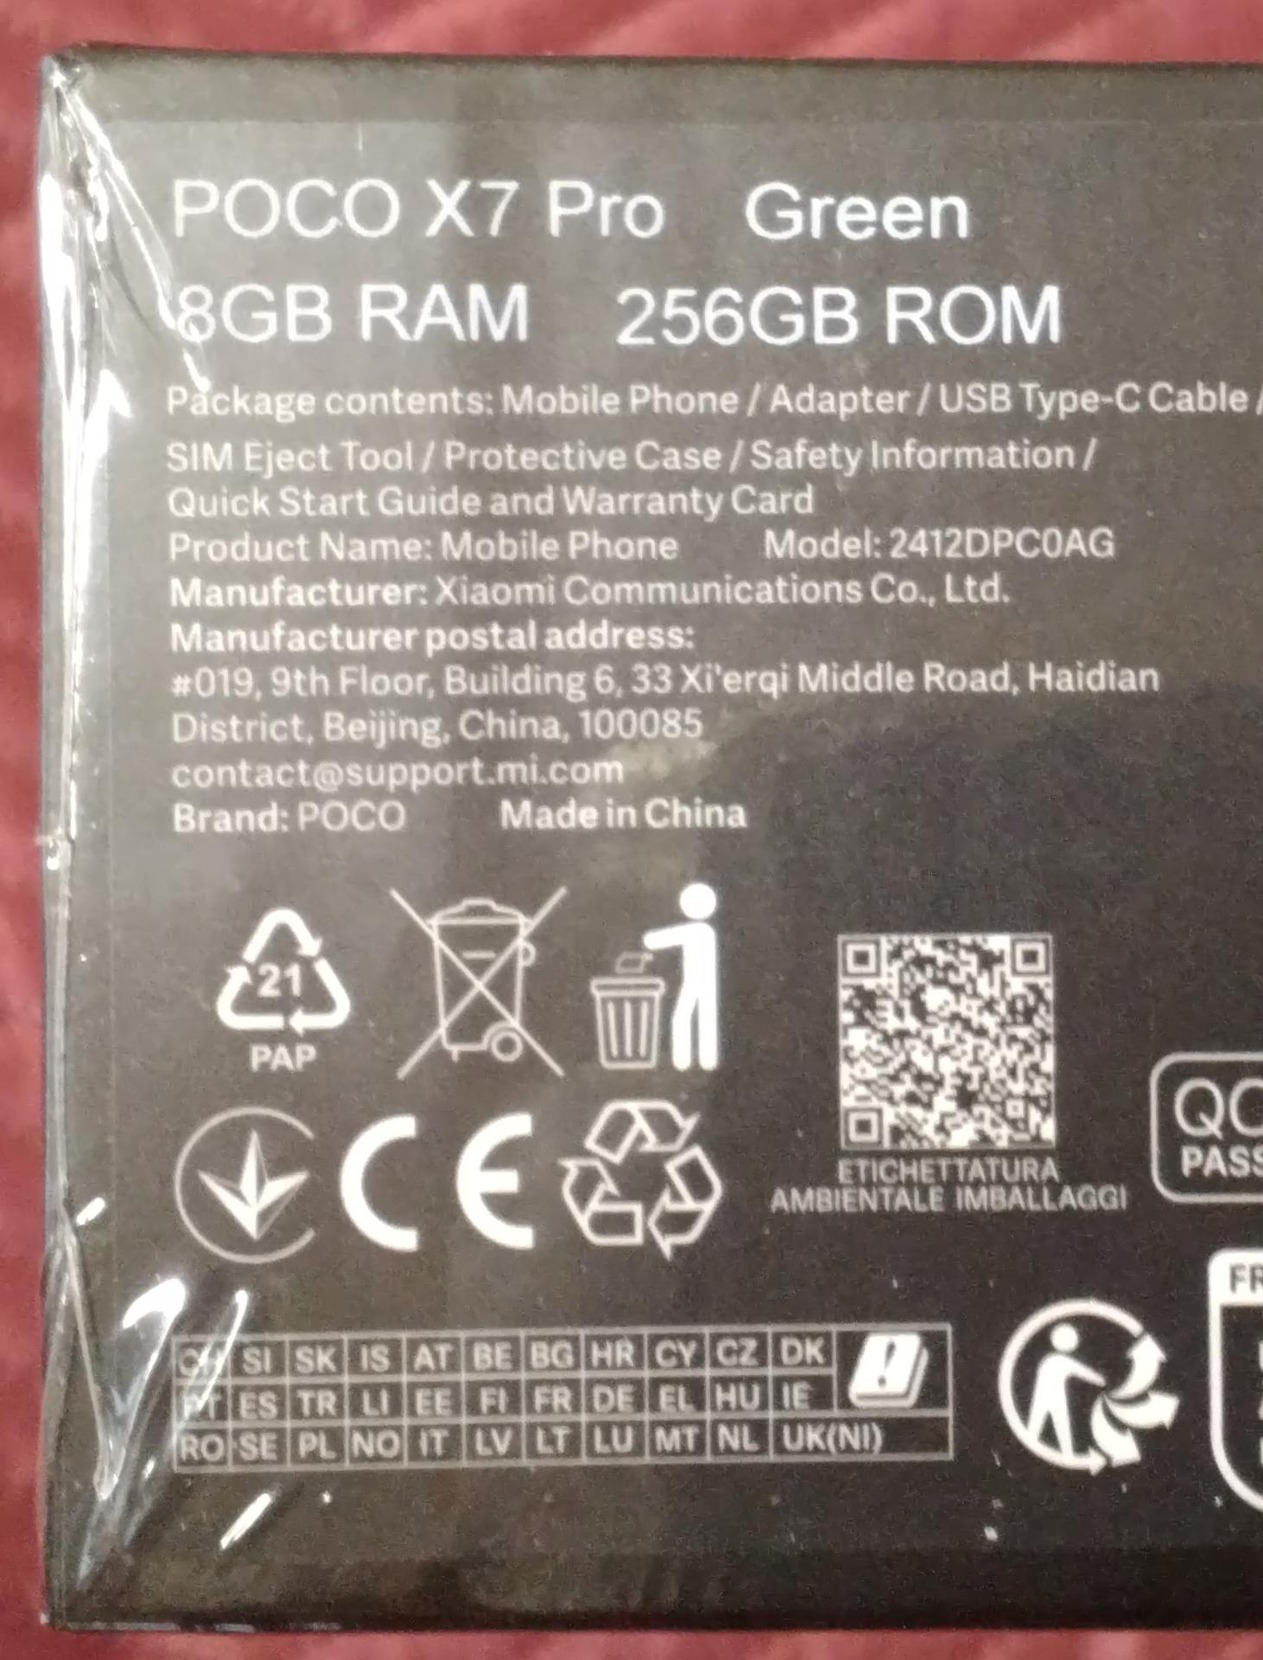 POCO X7 Pro Green
8GB RAM 256GB ROM
Package contents: Mobile Phone / Adapter / USB Type-C Cable /
SIM Eject Tool / Protective Case / Safety Information /
Quick Start Guide and Warranty Card
Product Name: Mobile Phone Model: 2412DPC0AG
Manufacturer: Xiaomi Communications Co., Ltd.
Manufacturer postal address:
#019, 9th Floor, Building 6, 33 Xi'erqi Middle Road, Haidian
District, Beijing, China, 100085
contact@support.mi.com
Brand: POCO Made in China
21
PAP
CE
ETICHETTATURA
AMBIENTALE IMBALLAGGI
QC
PASS
FR
CH SI SK IS AT BE BG HR CY CZ DK
PT ES TR LI EE FI FR DE EL HU IE
RO SE PL NO IT LV LT LU MT NL UK(NI)